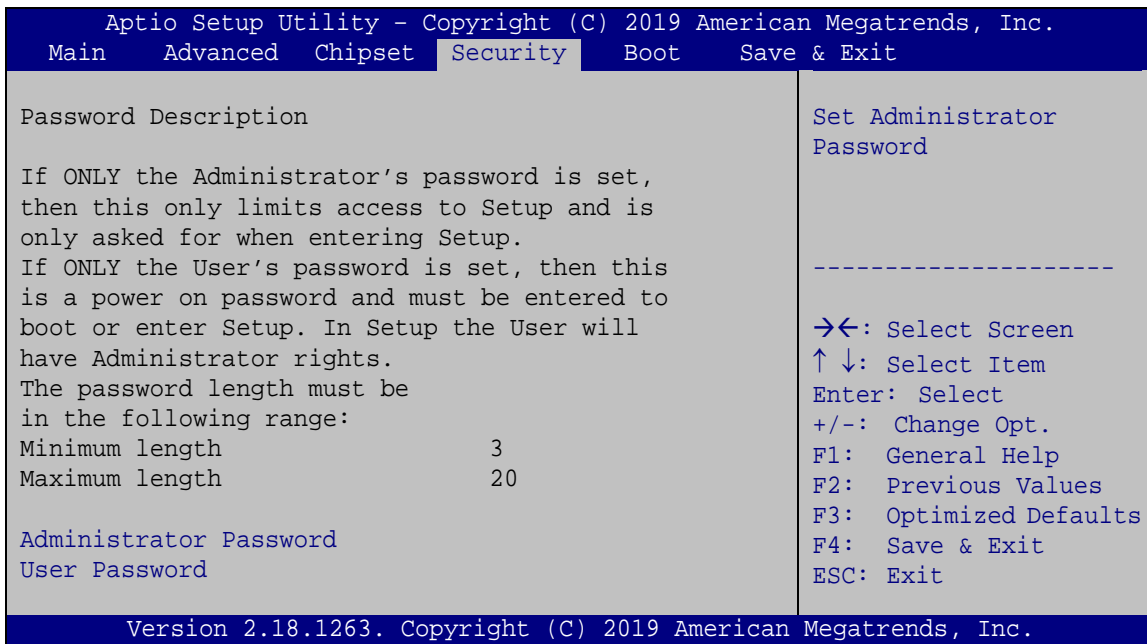 Aptio Setup Utility – Copyright (C) 2019 American Megatrends, Inc.
Main Advanced Chipset Security Boot Save & Exit
Password Description
If ONLY the Administrator’s password is set,
then this only limits access to Setup and is
only asked for when entering Setup.
If ONLY the User’s password is set, then this
is a power on password and must be entered to
boot or enter Setup. In Setup the User will
have Administrator rights.
The password length must be
in the following range:
Minimum length 3
Maximum length 20
Administrator Password
User Password
Set Administrator
Password
---------------------
→←: Select Screen
↑ ↓: Select Item
Enter: Select
+/-: Change Opt.
F1: General Help
F2: Previous Values
F3: Optimized Defaults
F4: Save & Exit
ESC: Exit
Version 2.18.1263. Copyright (C) 2019 American Megatrends, Inc.